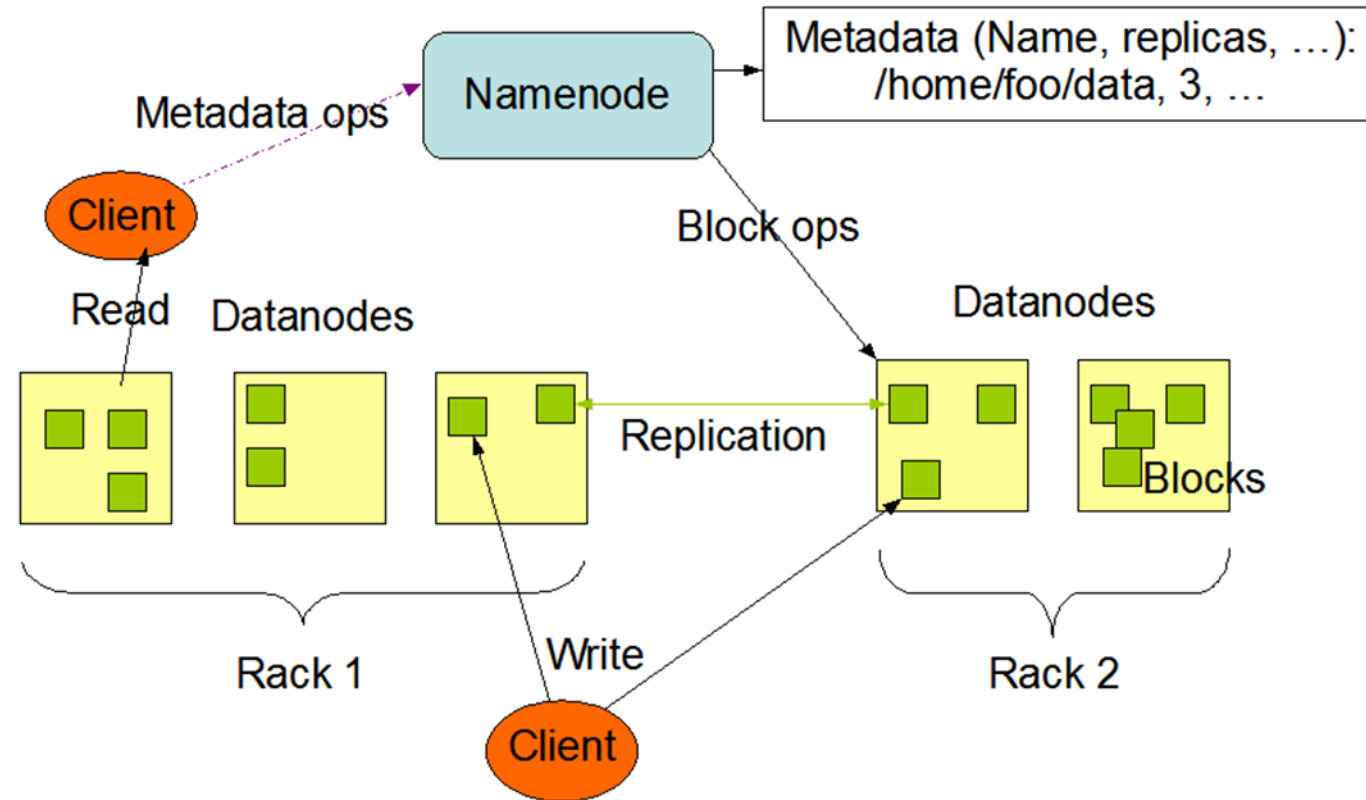 Metadata (Name, replicas, …):
/home/foo/data, 3, …
Namenode
Metadata ops
Client
Block ops
Read
Datanodes
Datanodes
Replication
Blocks
Rack 1
Write
Rack 2
Client